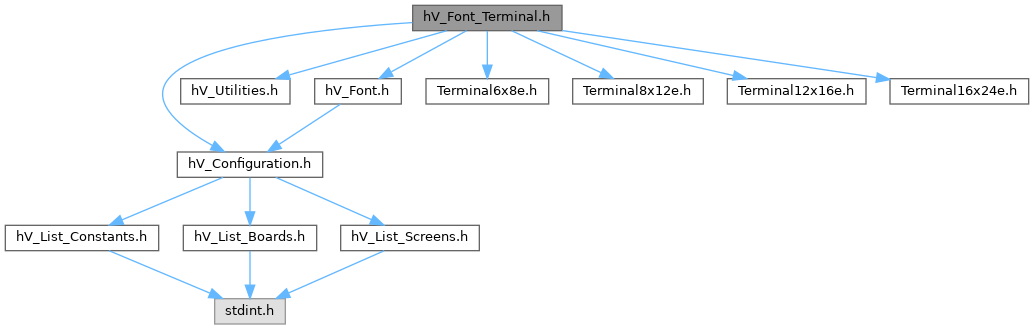 hV_Font_Terminal.h
hV_Utilities.h
hV_Font.h
Terminal6x8e.h
Terminal8x12e.h
Terminal12x16e.h
Terminal16x24e.h
hV_Configuration.h
hV_List_Constants.h
hV_List_Boards.h
hV_List_Screens.h
stdint.h